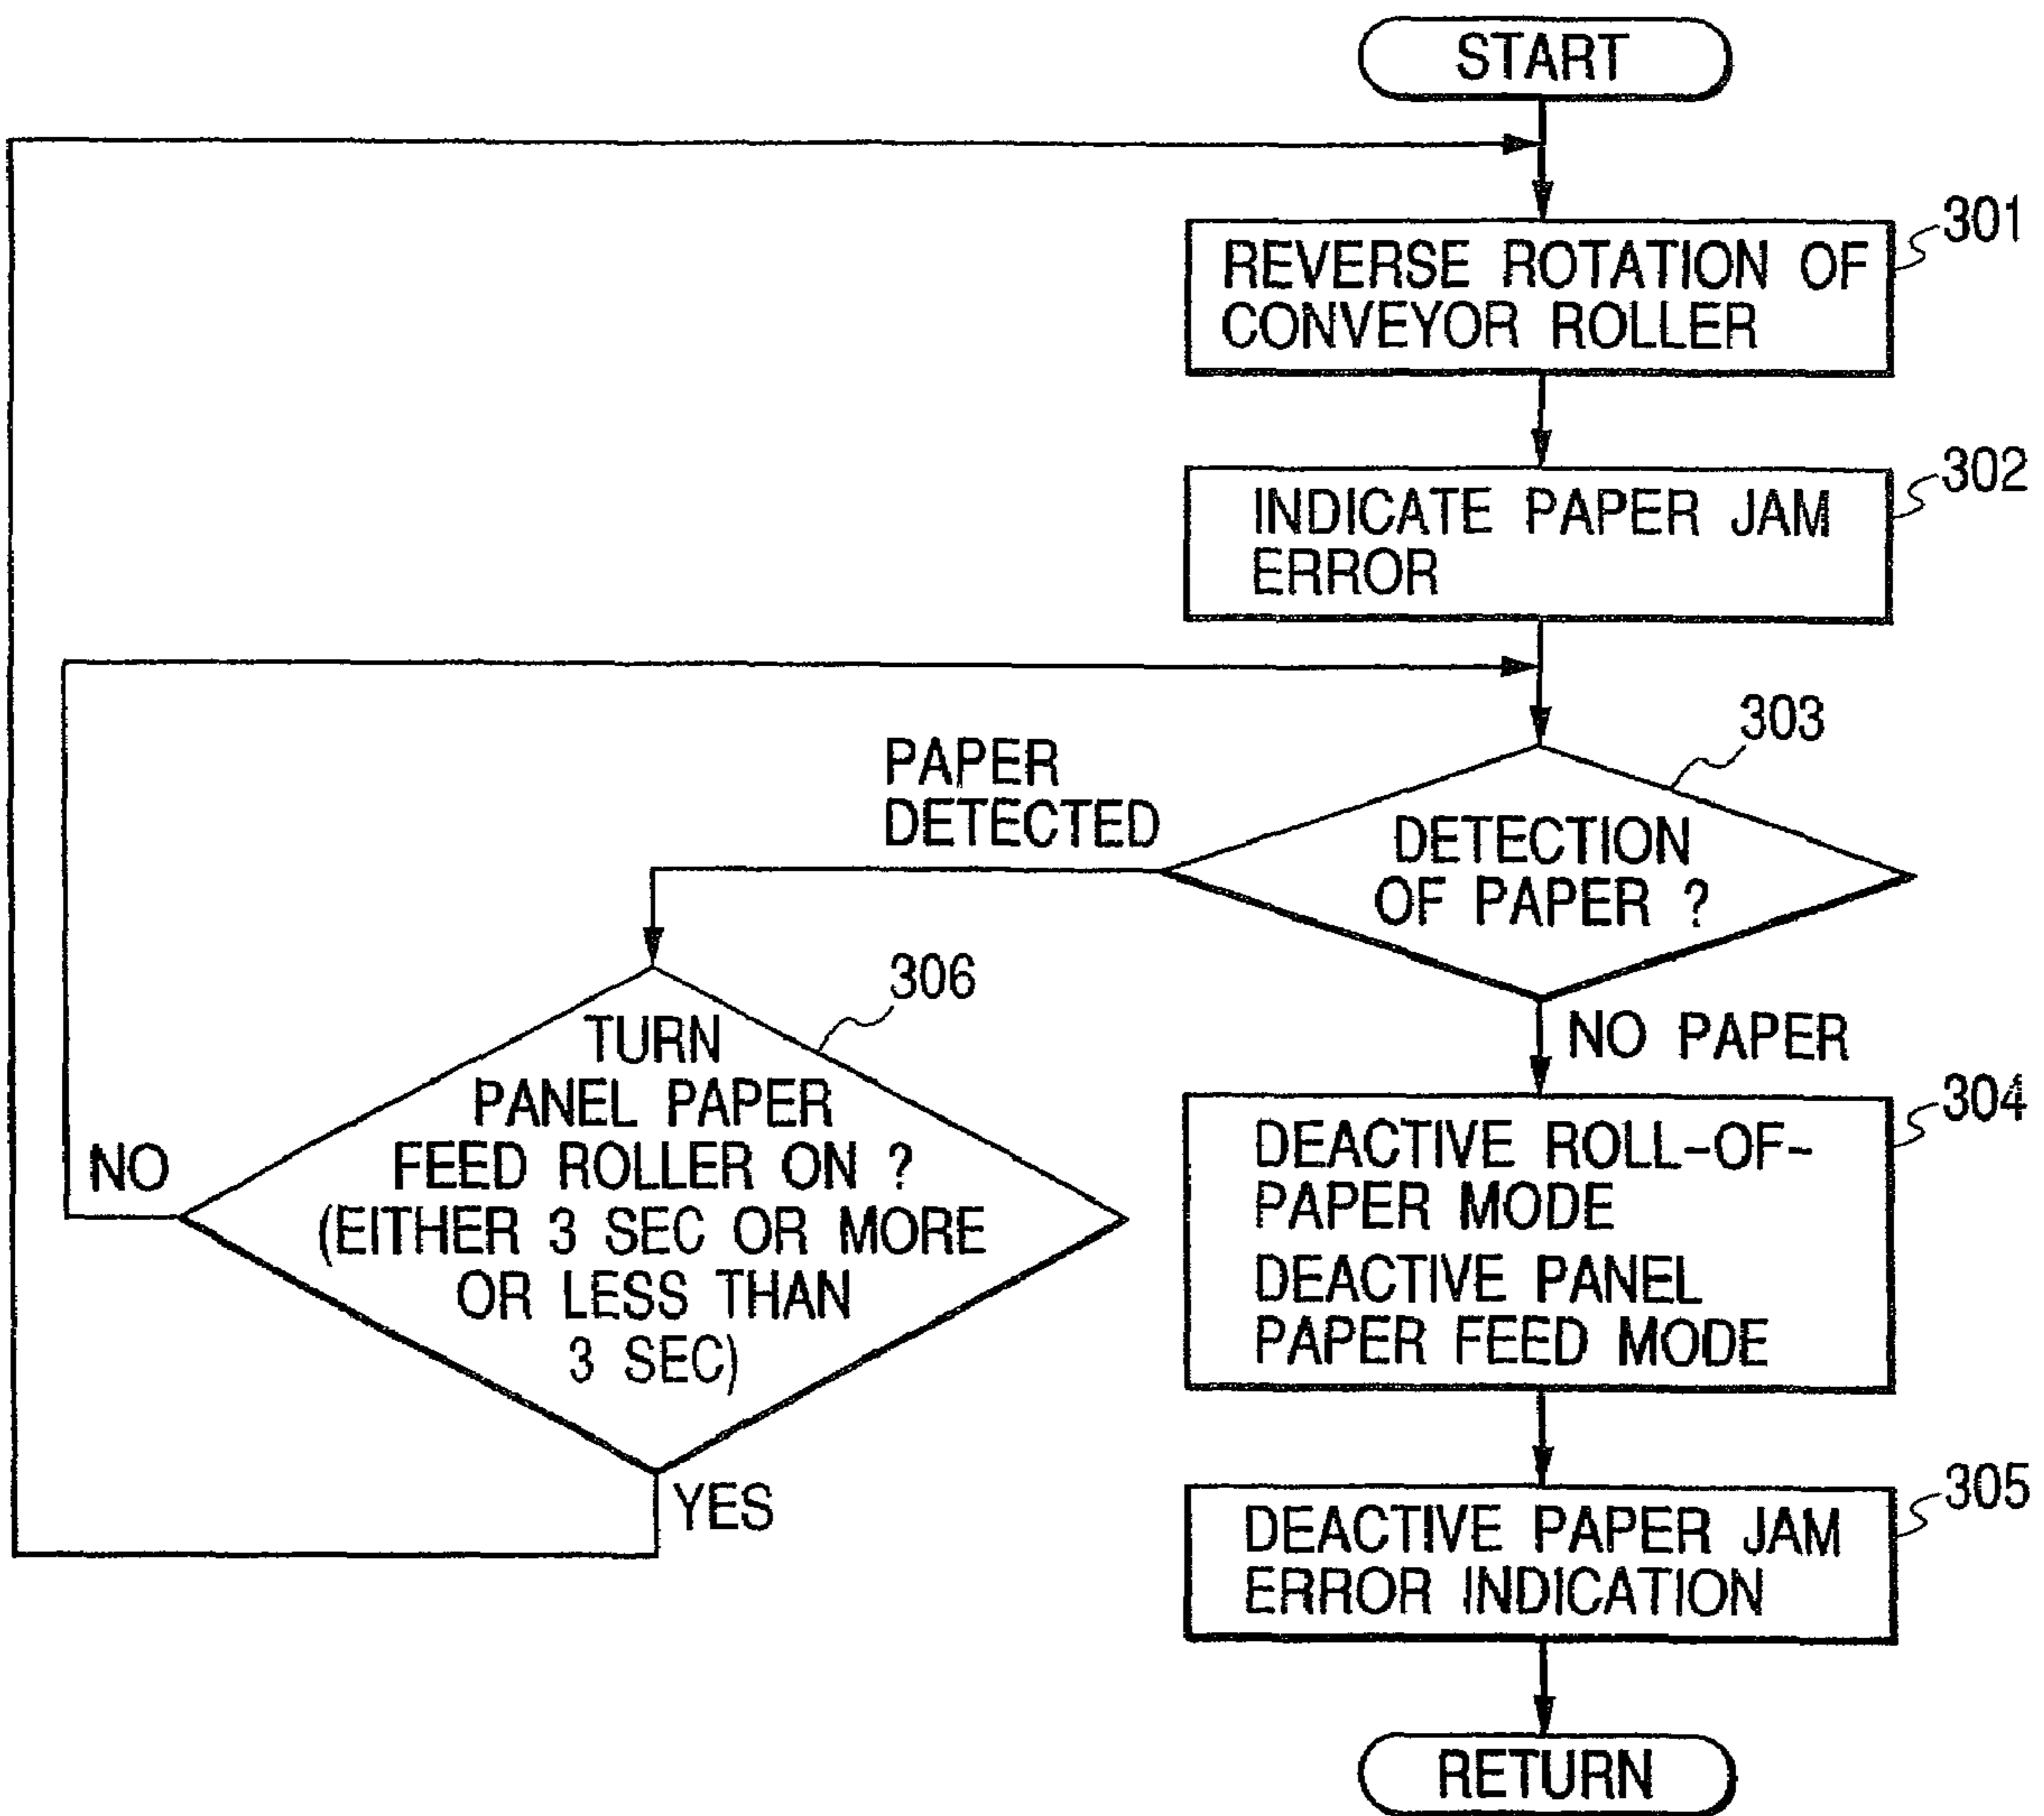 START
301
REVERSE ROTATION OF
CONVEYOR ROLLER
302
INDICATE PAPER JAM
ERROR
303
PAPER
DETECTED
DETECTION
OF PAPER ?
306
NO PAPER
TURN
PANEL PAPER
FEED ROLLER ON ?
(EITHER 3 SEC OR MORE
OR LESS THAN
3 SEC)
NO
YES
304
DEACTIVE ROLL-OF-
PAPER MODE
DEACTIVE PANEL
PAPER FEED MODE
305
DEACTIVE PAPER JAM
ERROR INDICATION
RETURN